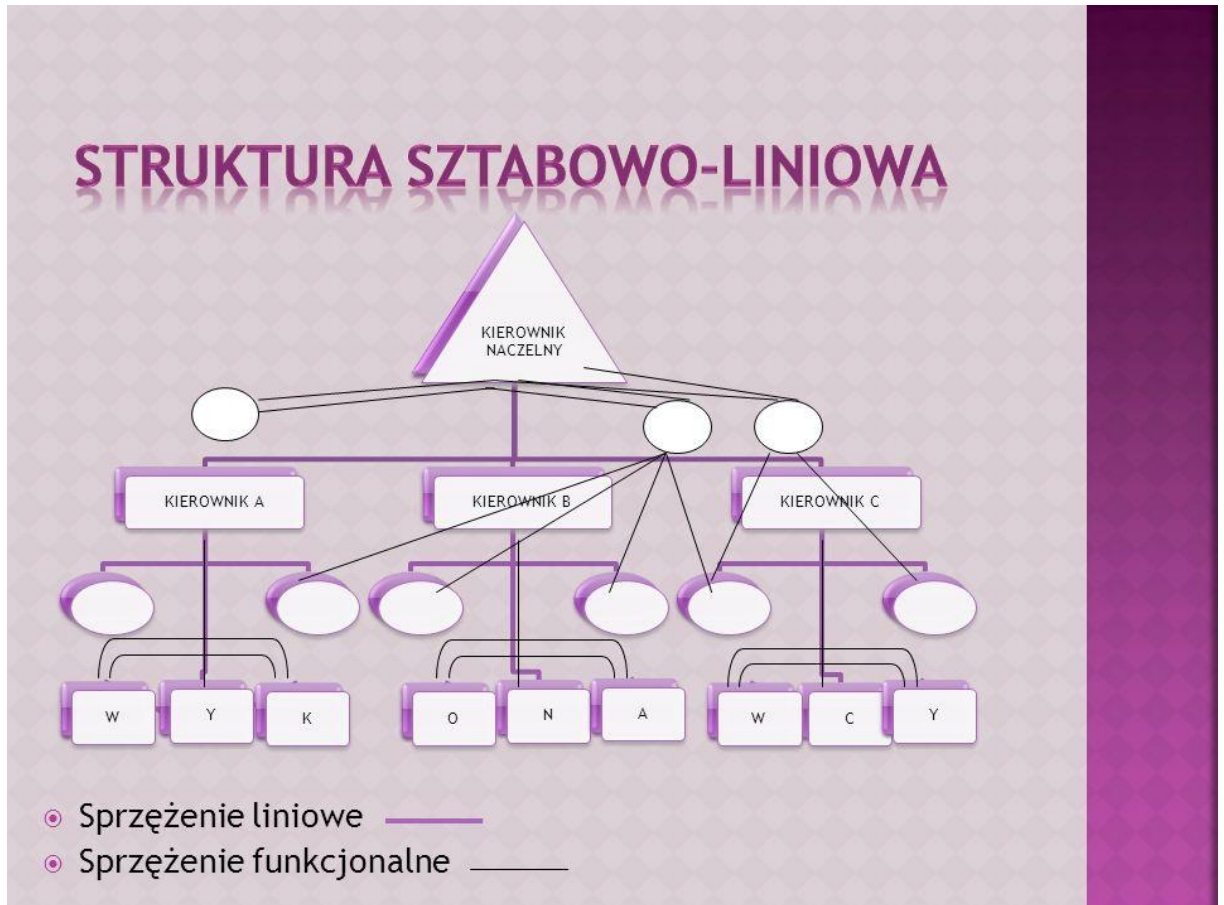 STRUKTURA SZTABOWO-LINIOWA
KIEROWNIK
NACZELNY
KIEROWNIK A
KIEROWNIK B
KIEROWNIK C
W
Y
K
O
N
A
W
C
Y
Sprzężenie liniowe
Sprzężenie funkcjonalne